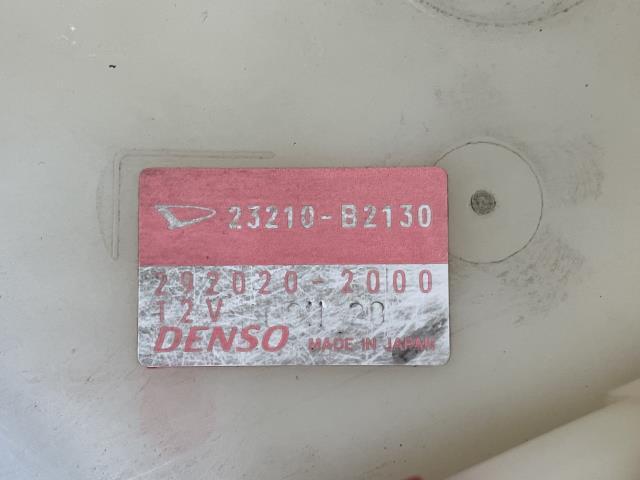 23210-B2130
292020-2000
12V
DENSO MADE IN JAPAN